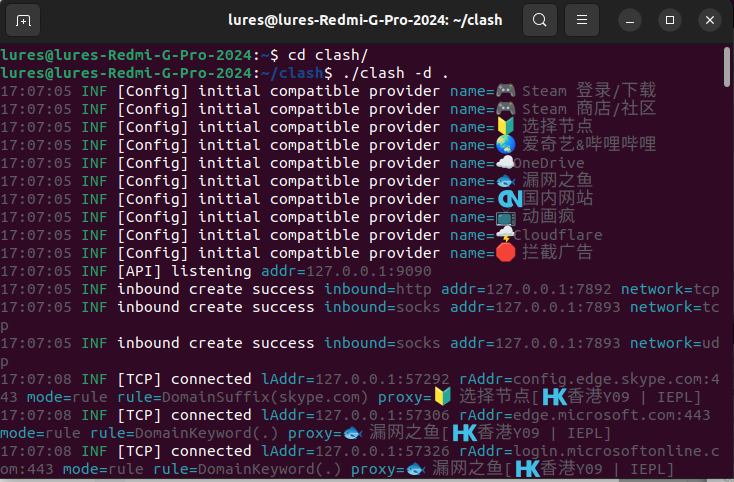 lures@lures-Redmi-G-Pro-2024: ~/clash
lures@lures-Redmi-G-Pro-2024:~$ cd clash/
lures@lures-Redmi-G-Pro-2024:~/clash$ ./clash -d .
17:07:05 INF [Config] initial compatible provider name=🎮 Steam 登录/下载
17:07:05 INF [Config] initial compatible provider name=🎮 Steam 商店/社区
17:07:05 INF [Config] initial compatible provider name=🔰 选择节点
17:07:05 INF [Config] initial compatible provider name=🌏 爱奇艺&哔哩哔哩
17:07:05 INF [Config] initial compatible provider name=☁️OneDrive
17:07:05 INF [Config] initial compatible provider name=🐟 漏网之鱼
17:07:05 INF [Config] initial compatible provider name=🇨🇳国内网站
17:07:05 INF [Config] initial compatible provider name=📺 动画疯
17:07:05 INF [Config] initial compatible provider name=🌩️Cloudflare
17:07:05 INF [Config] initial compatible provider name=🛑 拦截广告
17:07:05 INF [API] listening addr=127.0.0.1:9090
17:07:05 INF inbound create success inbound=http addr=127.0.0.1:7892 network=tcp
17:07:05 INF inbound create success inbound=socks addr=127.0.0.1:7893 network=tc
p
17:07:05 INF inbound create success inbound=socks addr=127.0.0.1:7893 network=ud
p
17:07:08 INF [TCP] connected lAddr=127.0.0.1:57292 rAddr=config.edge.skype.com:4
43 mode=rule rule=DomainSuffix(skype.com) proxy=🔰 选择节点[🇭🇰香港Y09 | IEPL]
17:07:08 INF [TCP] connected lAddr=127.0.0.1:57306 rAddr=edge.microsoft.com:443
mode=rule rule=DomainKeyword(.) proxy=🐟 漏网之鱼[🇭🇰香港Y09 | IEPL]
17:07:08 INF [TCP] connected lAddr=127.0.0.1:57326 rAddr=login.microsoftonline.c
om:443 mode=rule rule=DomainKeyword(.) proxy=🐟 漏网之鱼[🇭🇰香港Y09 | IEPL]